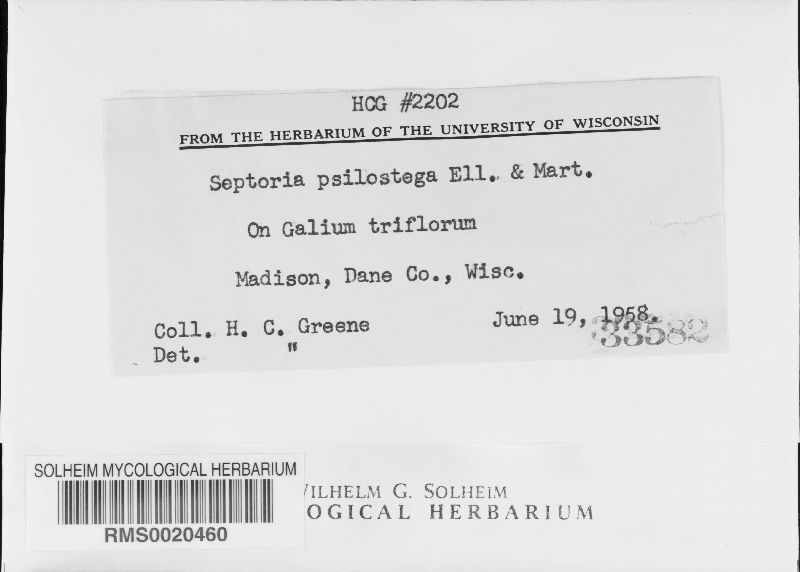 HCG #2202
FROM THE HERBARIUM OF THE UNIVERSITY OF WISCONSIN
Septoria psilostega Ell. & Mart.
On Galium triflorum
Madison, Dane Co., Wisc.
Coll. H. C. Greene June 19, 1958.
Det. "
33582
SOLHEIM MYCOLOGICAL HERBARIUM
RMS0020460
WILHELM G. SOLHEIM
OGICAL HERBARIUM